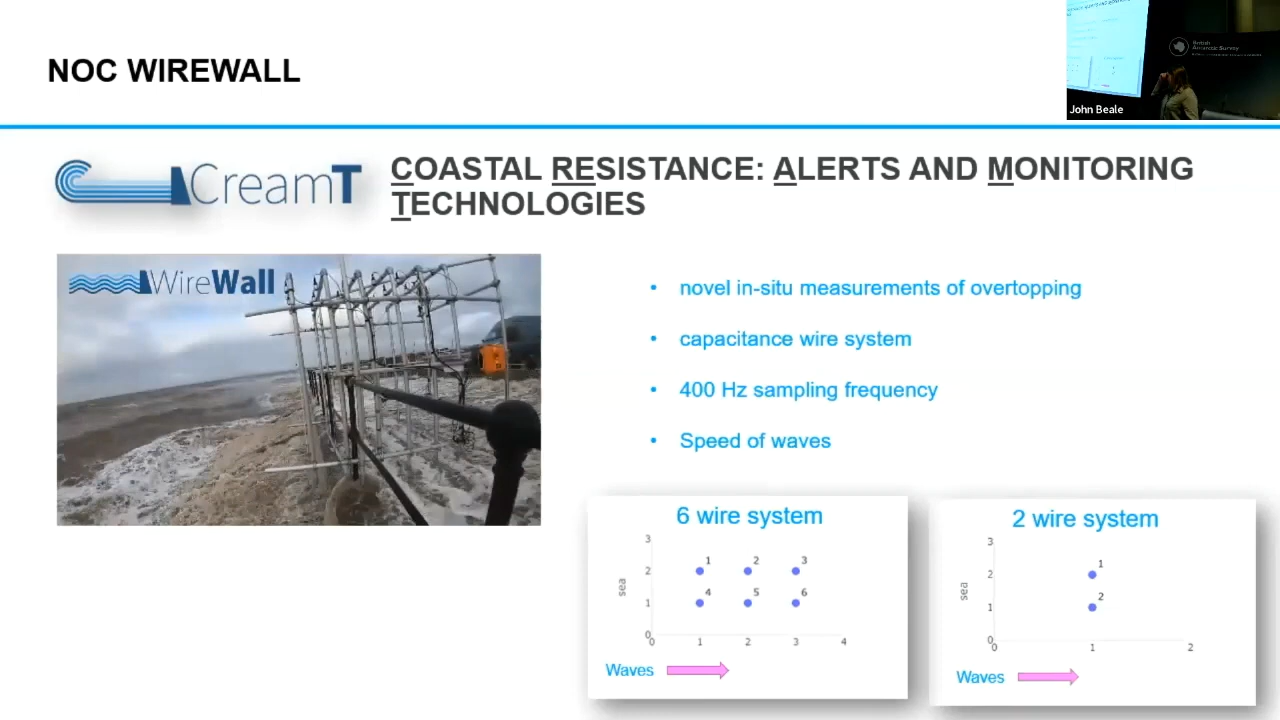 NOC WIREWALL
British
Antarctic Survey
John Beale
CreamT
COASTAL RESISTANCE: ALERTS AND MONITORING
TECHNOLOGIES
WireWall
• novel in-situ measurements of overtopping
• capacitance wire system
• 400 Hz sampling frequency
• Speed of waves
6 wire system
3
2
1
0
sea
1 2 3
4 5 6
0 1 2 3 4
Waves
2 wire system
3
2
1
0
sea
1
2
0 1 2
Waves